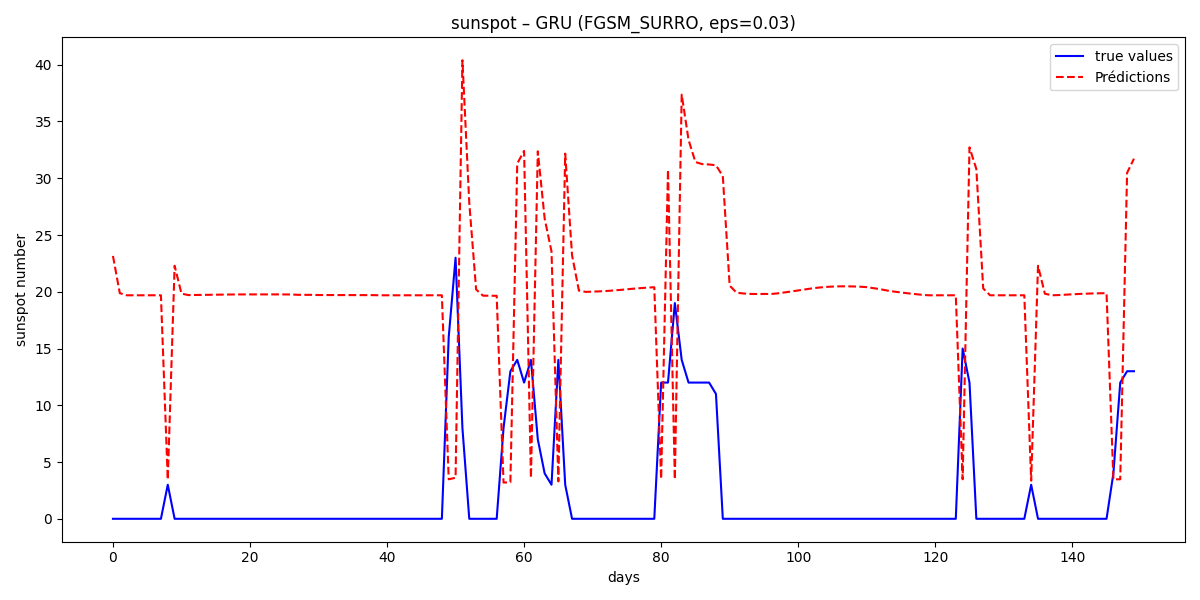 sunspot – GRU (FGSM_SURRO, eps=0.03)
true values
Prédictions
sunspot number
40
35
30
25
20
15
10
5
0
0 20 40 60 80 100 120 140
days